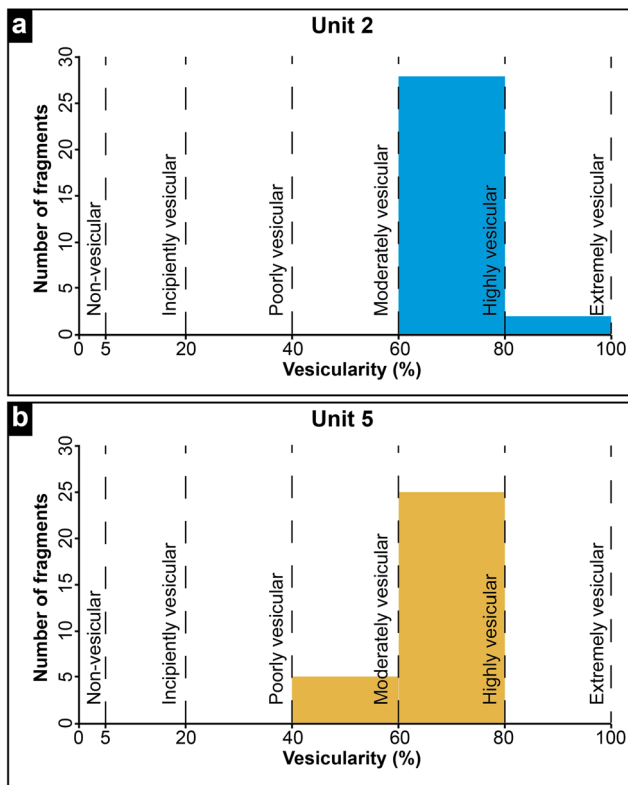 a
Unit 2
Number of fragments
30
25
20
15
10
5
0
Non-vesicular
Incipiently vesicular
Poorly vesicular
Moderately vesicular
Highly vesicular
Extremely vesicular
0 5 20 40 60 80 100
Vesicularity (%)
b
Unit 5
Number of fragments
30
25
20
15
10
5
0
Non-vesicular
Incipiently vesicular
Poorly vesicular
Moderately vesicular
Highly vesicular
Extremely vesicular
0 5 20 40 60 80 100
Vesicularity (%)